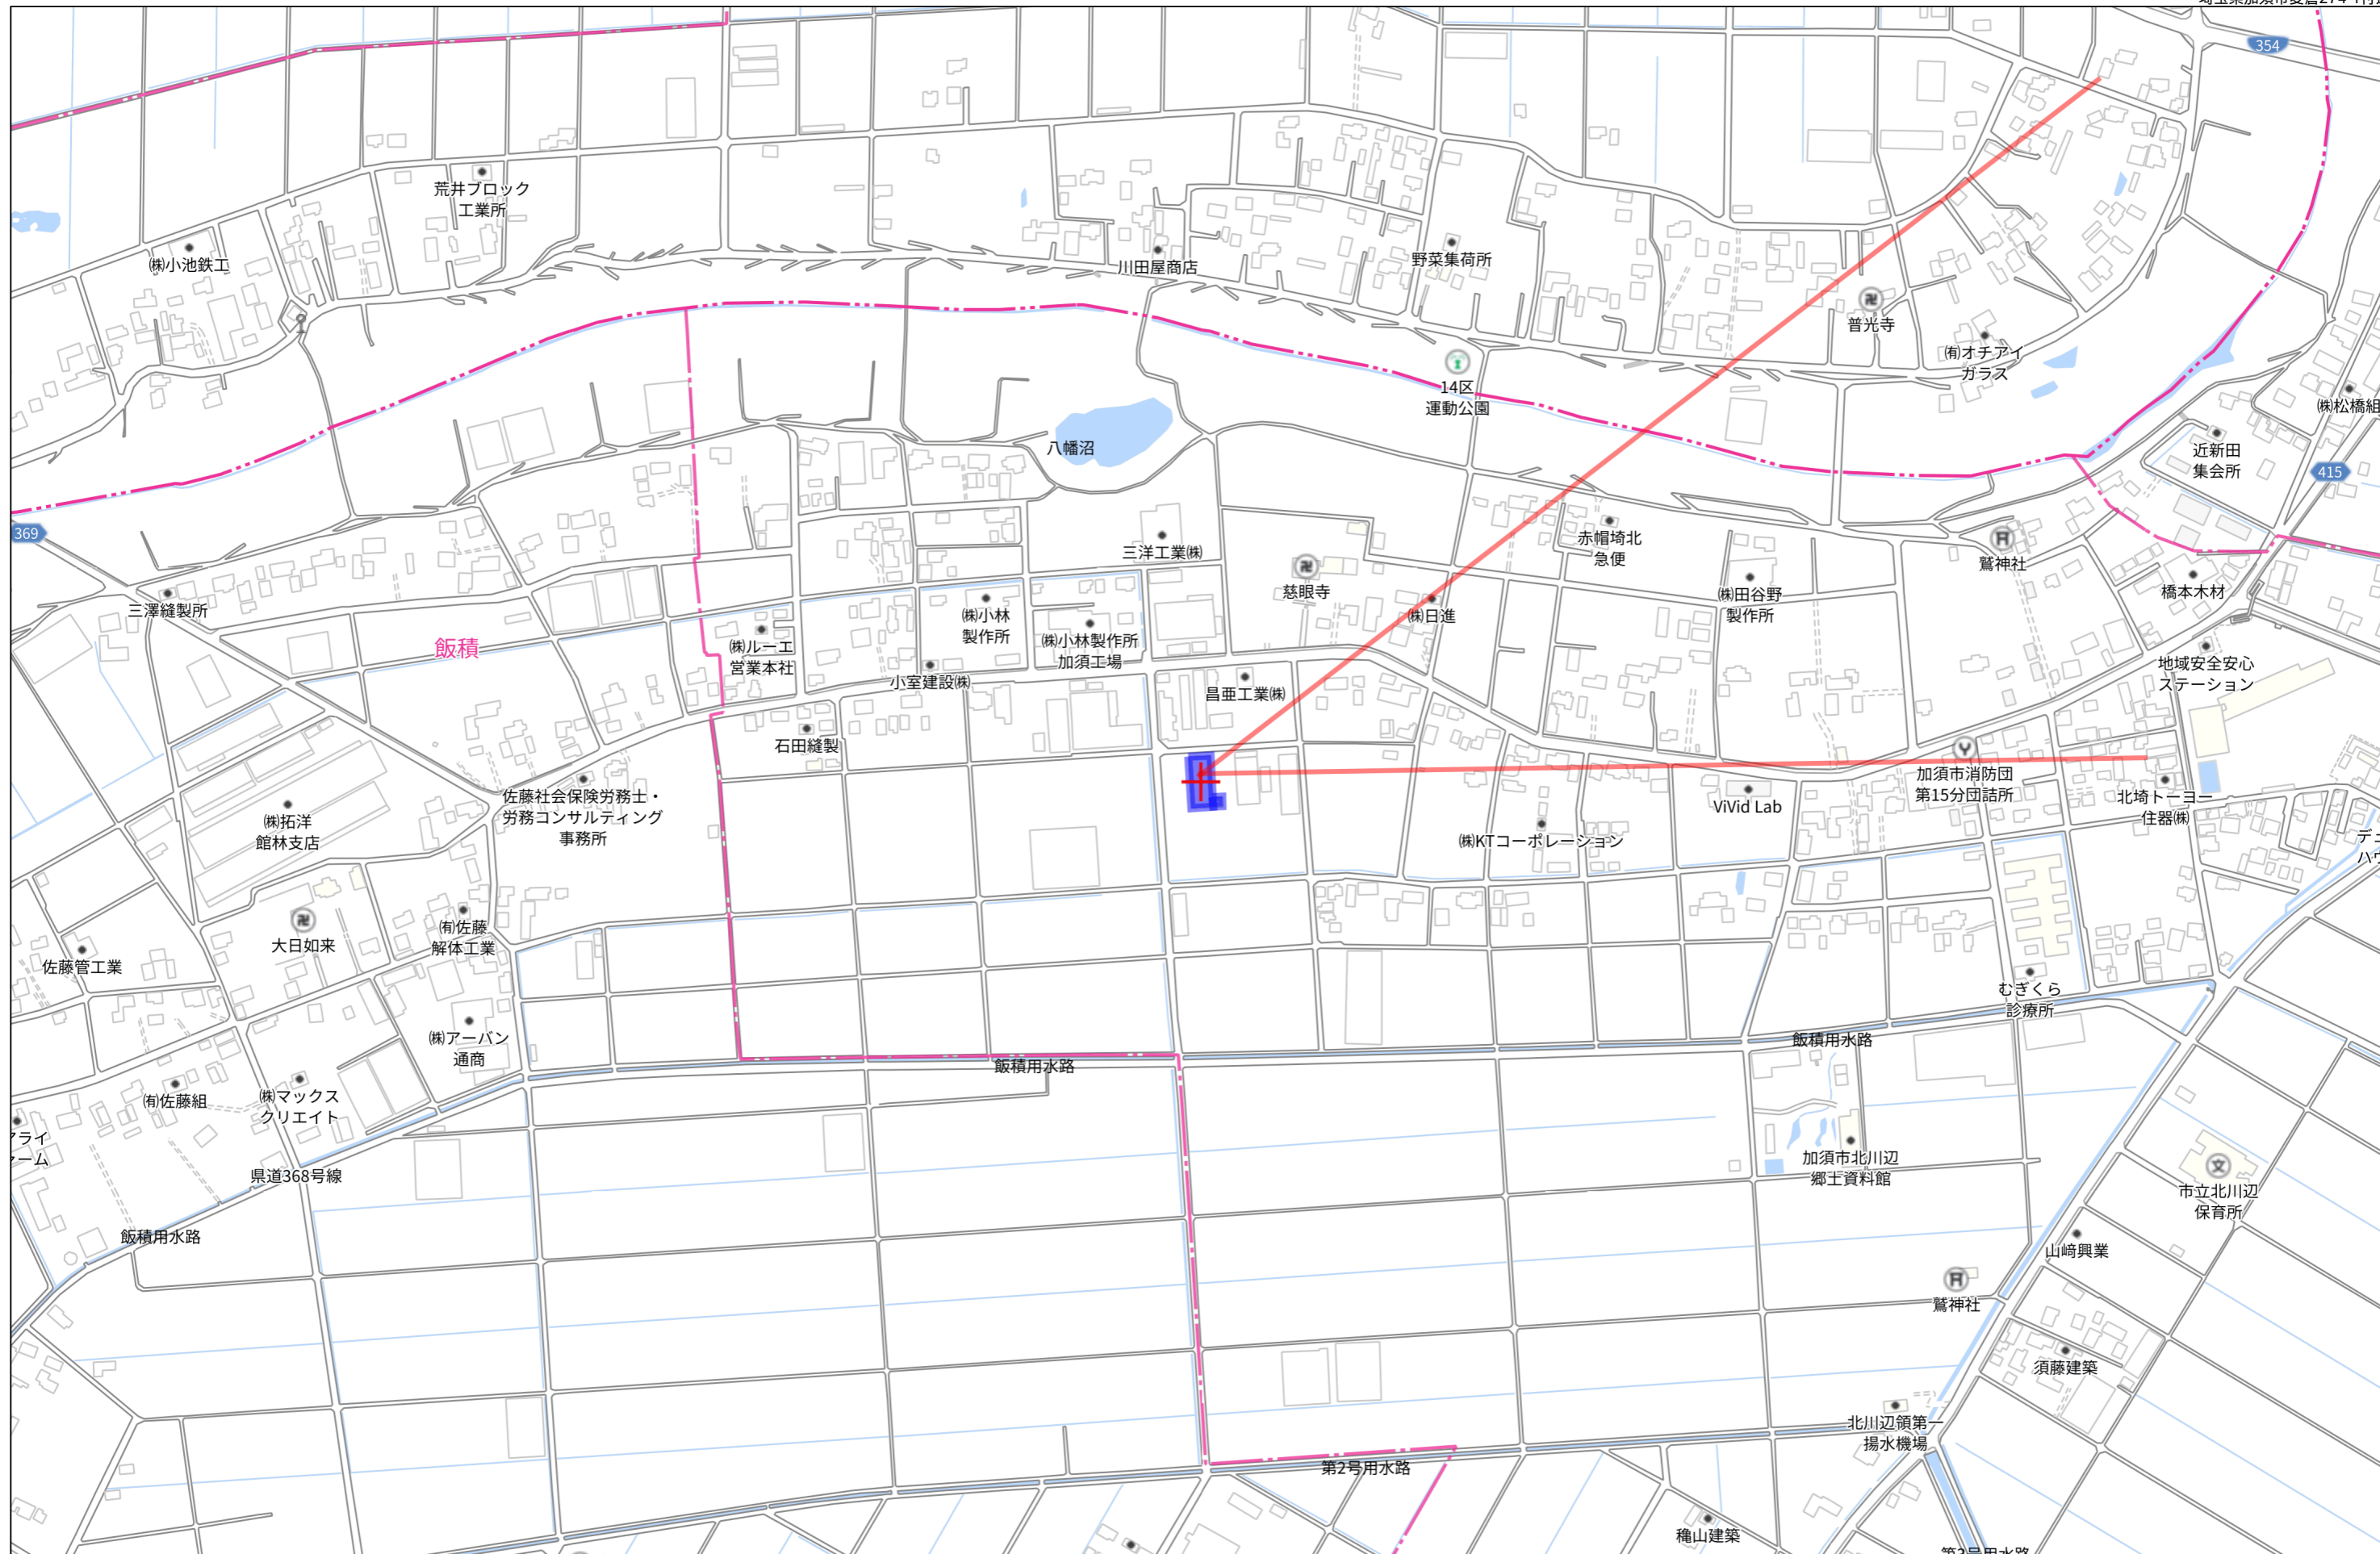 354
荒井ブロック
工業所
㈱小池鉄工
川田屋商店
野菜集荷所
普光寺
㈲オチアイ
ガラス
14区
運動公園
㈱松橋組
八幡沼
近新田
集会所
415
369
三洋工業㈱
赤帽埼北
急便
鷲神社
慈眼寺
㈱田谷野
製作所
橋本木材
三澤縫製所
㈱小林
製作所
㈱日進
飯積
㈱ルーエ
営業本社
㈱小林製作所
加須工場
地域安全安心
ステーション
小室建設㈱
昌亜工業㈱
石田縫製
佐藤社会保険労務士・
労務コンサルティング
事務所
加須市消防団
第15分団詰所
ViVid Lab
北埼トーヨー
住器㈱
㈱拓洋
館林支店
㈱KTコーポレーション
大日如来
㈲佐藤
解体工業
佐藤管工業
むぎくら
診療所
㈱アーバン
通商
飯積用水路
飯積用水路
㈲佐藤組
㈱マックス
クリエイト
県道368号線
加須市北川辺
郷土資料館
市立北川辺
保育所
飯積用水路
山﨑興業
鷲神社
須藤建築
北川辺領第一
揚水機場
第2号用水路
穐山建築